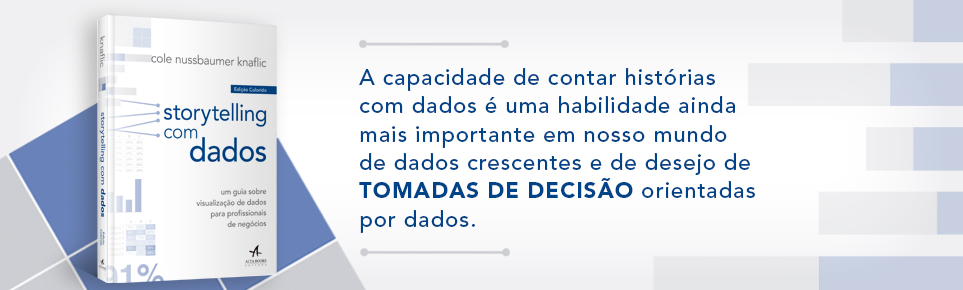 knaflic
storytelling com dados
cole nussbaumer knaflic
Edição Colorida
storytelling
com
dados
um guia sobre
visualização de dados
para profissionais
de negócios
ALTA BOOKS
EDITORA
91%
A capacidade de contar histórias
com dados é uma habilidade ainda
mais importante em nosso mundo
de dados crescentes e de desejo de
TOMADAS DE DECISÃO orientadas
por dados.